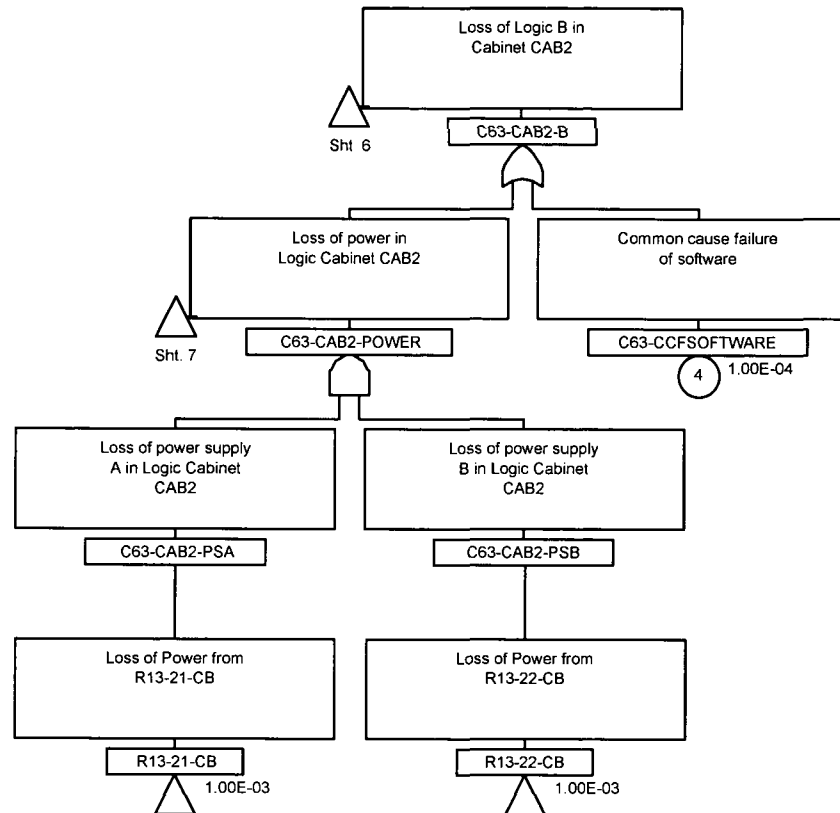 Loss of Logic B in
Cabinet CAB2
Sht 6
C63-CAB2-B
Loss of power in
Logic Cabinet CAB2
Common cause failure
of software
Sht. 7
C63-CAB2-POWER
C63-CCFSOFTWARE
4
1.00E-04
Loss of power supply
A in Logic Cabinet
CAB2
Loss of power supply
B in Logic Cabinet
CAB2
C63-CAB2-PSA
C63-CAB2-PSB
Loss of Power from
R13-21-CB
Loss of Power from
R13-22-CB
R13-21-CB
R13-22-CB
1.00E-03
1.00E-03